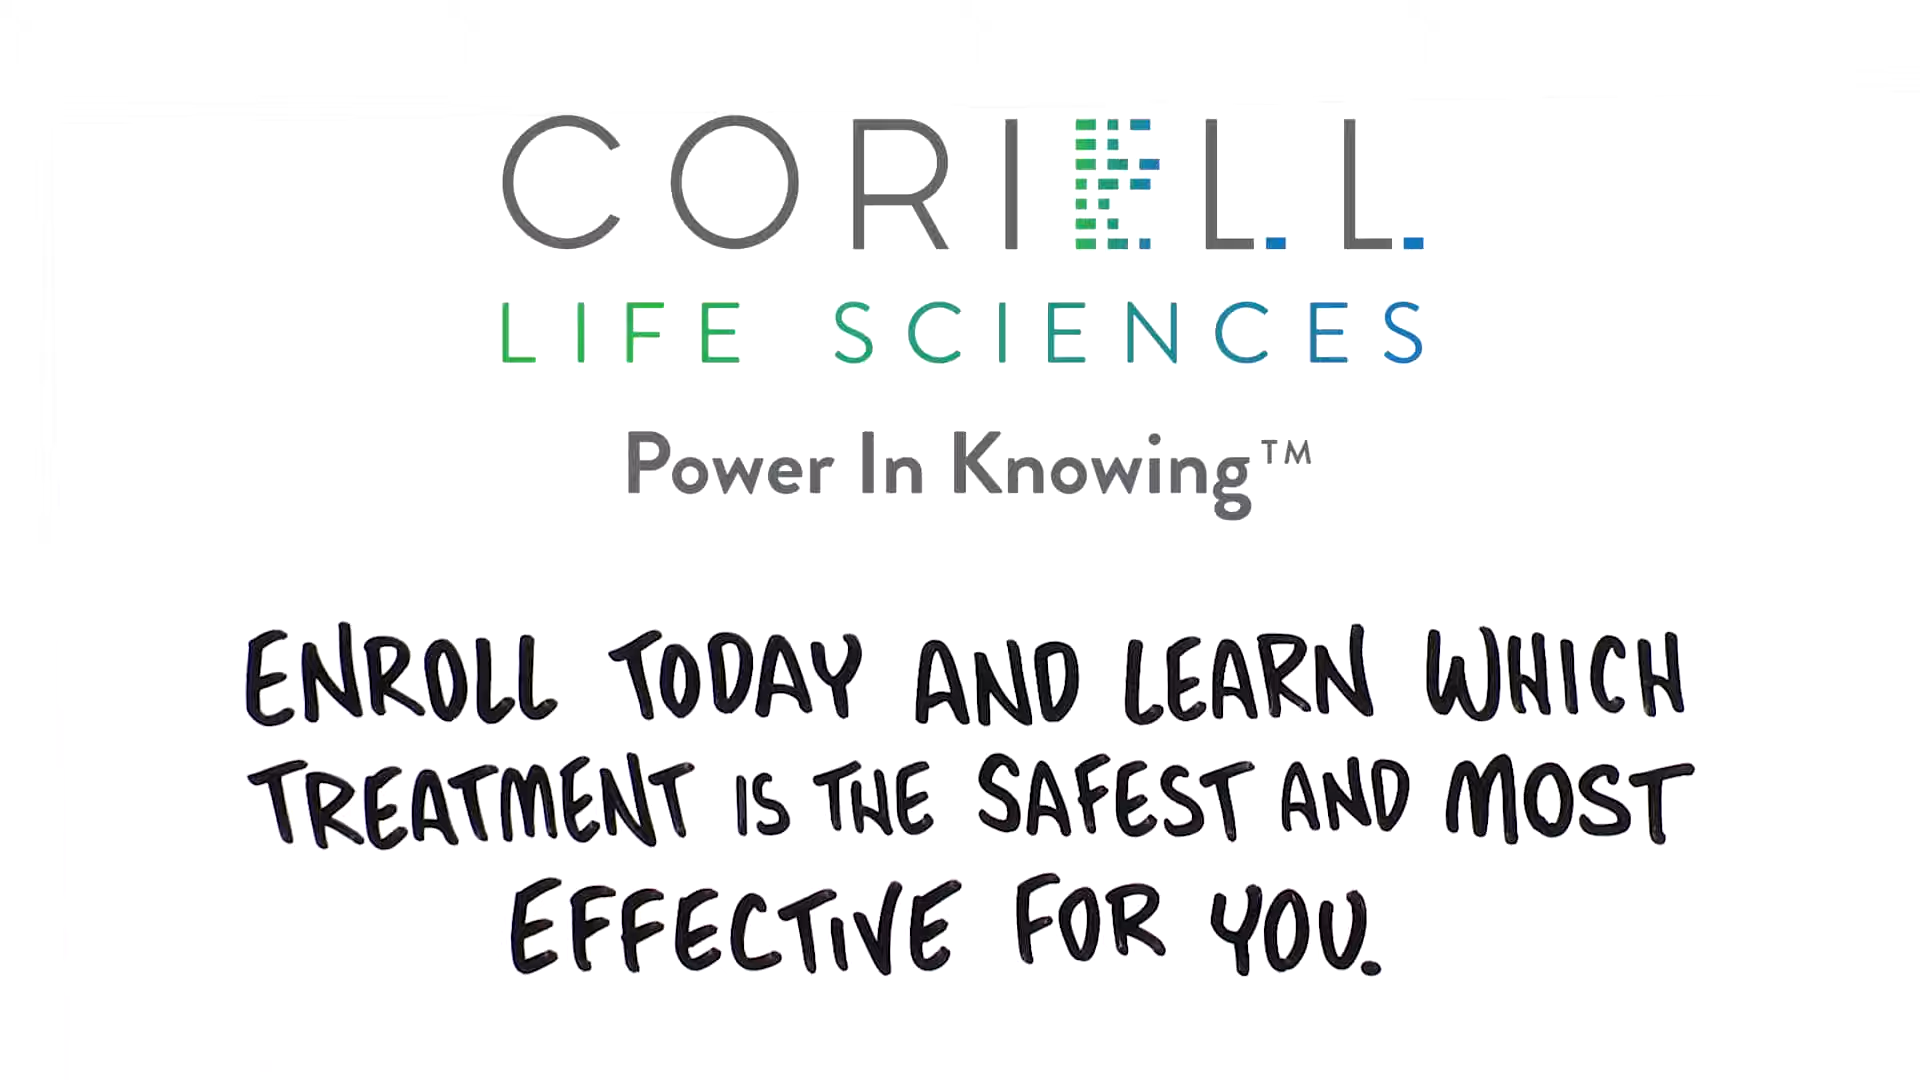 CORIELL
LIFE SCIENCES
Power In Knowing™
ENROLL TODAY AND LEARN WHICH
TREATMENT IS THE SAFEST AND MOST
EFFECTIVE FOR YOU.